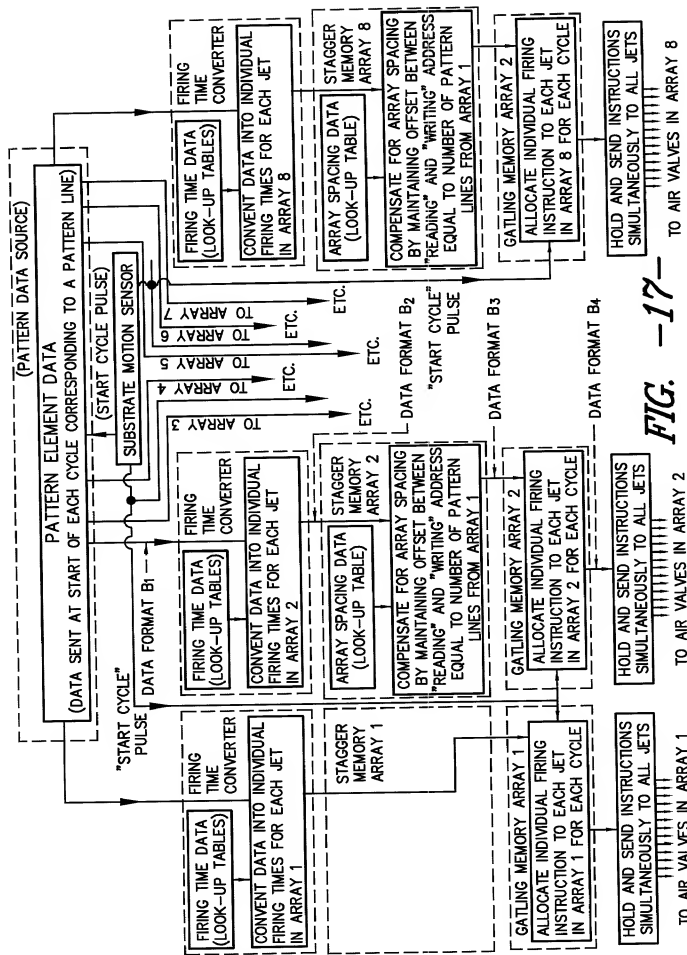 (PATTERN DATA SOURCE)
PATTERN ELEMENT DATA
(DATA SENT AT START OF EACH CYCLE CORRESPONDING TO A PATTERN LINE)
(START CYCLE PULSE)
SUBSTRATE MOTION SENSOR
"START CYCLE"
PULSE
DATA FORMAT B1
TO ARRAY 3
TO ARRAY 4
TO ARRAY 5
TO ARRAY 6
TO ARRAY 7
ETC.
ETC.
ETC.
ETC.
ETC.
FIRING
TIME
CONVERTER
FIRING TIME DATA
(LOOK-UP TABLES)
CONVENT DATA INTO INDIVIDUAL
FIRING TIMES FOR EACH JET
IN ARRAY 1
STAGGER
MEMORY
ARRAY 1
GATLING MEMORY ARRAY 1
ALLOCATE INDIVIDUAL FIRING
INSTRUCTION TO EACH JET
IN ARRAY 1 FOR EACH CYCLE
HOLD AND SEND INSTRUCTIONS
SIMULTANEOUSLY TO ALL JETS
TO AIR VALVES IN ARRAY 1
FIRING
TIME
CONVERTER
FIRING TIME DATA
(LOOK-UP TABLES)
CONVENT DATA INTO INDIVIDUAL
FIRING TIMES FOR EACH JET
IN ARRAY 2
DATA FORMAT B2
STAGGER
MEMORY
ARRAY 2
ARRAY SPACING DATA
(LOOK-UP TABLE)
COMPENSATE FOR ARRAY SPACING
BY MAINTAINING OFFSET BETWEEN
"READING" AND "WRITING" ADDRESS
EQUAL TO NUMBER OF PATTERN
LINES FROM ARRAY 1
DATA FORMAT B3
GATLING MEMORY ARRAY 2
ALLOCATE INDIVIDUAL FIRING
INSTRUCTION TO EACH JET
IN ARRAY 2 FOR EACH CYCLE
DATA FORMAT B4
HOLD AND SEND INSTRUCTIONS
SIMULTANEOUSLY TO ALL JETS
TO AIR VALVES IN ARRAY 2
FIRING
TIME
CONVERTER
FIRING TIME DATA
(LOOK-UP TABLES)
CONVENT DATA INTO INDIVIDUAL
FIRING TIMES FOR EACH JET
IN ARRAY 8
STAGGER
MEMORY
ARRAY 8
ARRAY SPACING DATA
(LOOK-UP TABLE)
COMPENSATE FOR ARRAY SPACING
BY MAINTAINING OFFSET BETWEEN
"READING" AND "WRITING" ADDRESS
EQUAL TO NUMBER OF PATTERN
LINES FROM ARRAY 1
"START CYCLE"
PULSE
GATLING MEMORY ARRAY 2
ALLOCATE INDIVIDUAL FIRING
INSTRUCTION TO EACH JET
IN ARRAY 8 FOR EACH CYCLE
HOLD AND SEND INSTRUCTIONS
SIMULTANEOUSLY TO ALL JETS
TO AIR VALVES IN ARRAY 8
FIG. -17-